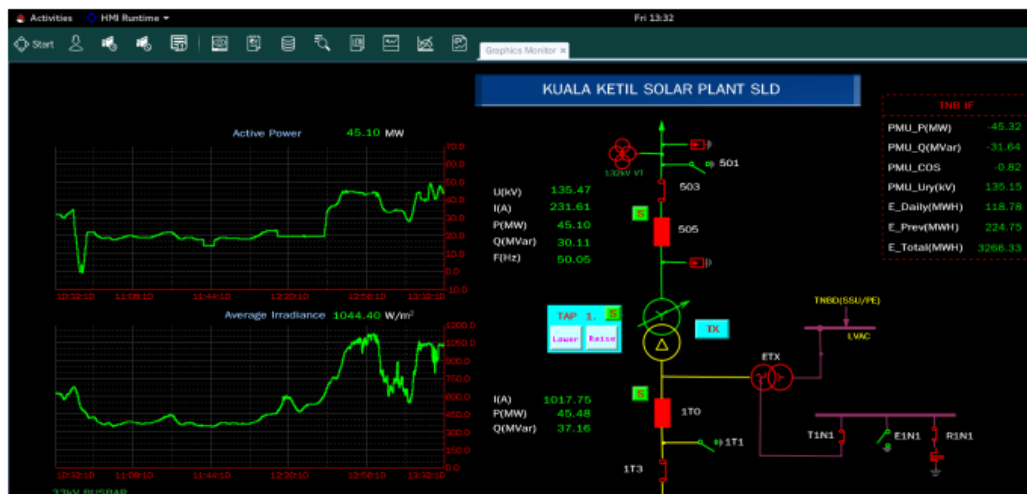 Activities HMI Runtime Fri 13:32
Start
Graphics Monitor ×
KUALA KETIL SOLAR PLANT SLD
Active Power 45.10 MW
70.0
60.0
50.0
40.0
30.0
20.0
10.0
0.0
10.0
10:32:10 11:08:10 11:44:10 12:20:10 12:56:10 13:32:10
Average Irradiance 1044.40 W/m²
1200.0
1050.0
900.0
750.0
600.0
450.0
300.0
150.0
0.0
10:32:10 11:08:10 11:44:10 12:20:10 12:56:10 13:32:10
33kV BUSBAR
132kV VT
501
503
505
S
U(kV) 135.47
I(A) 231.61
P(MW) 45.10
Q(MVar) 30.11
F(Hz) 50.05
TAP 1. S
Lower Raise
TX
S
I(A) 1017.75
P(MW) 45.48
Q(MVar) 37.16
1T0
1T1
1T3
TNB IF
PMU_P(MW) -45.32
PMU_Q(MVar) -31.64
PMU_COS -0.82
PMU_Ury(kV) 135.15
E_Daily(MWH) 118.78
E_Prev(MWH) 224.75
E_Total(MWH) 3266.33
TNBD(SSU/PE)
LVAC
ETX
T1N1 E1N1 R1N1